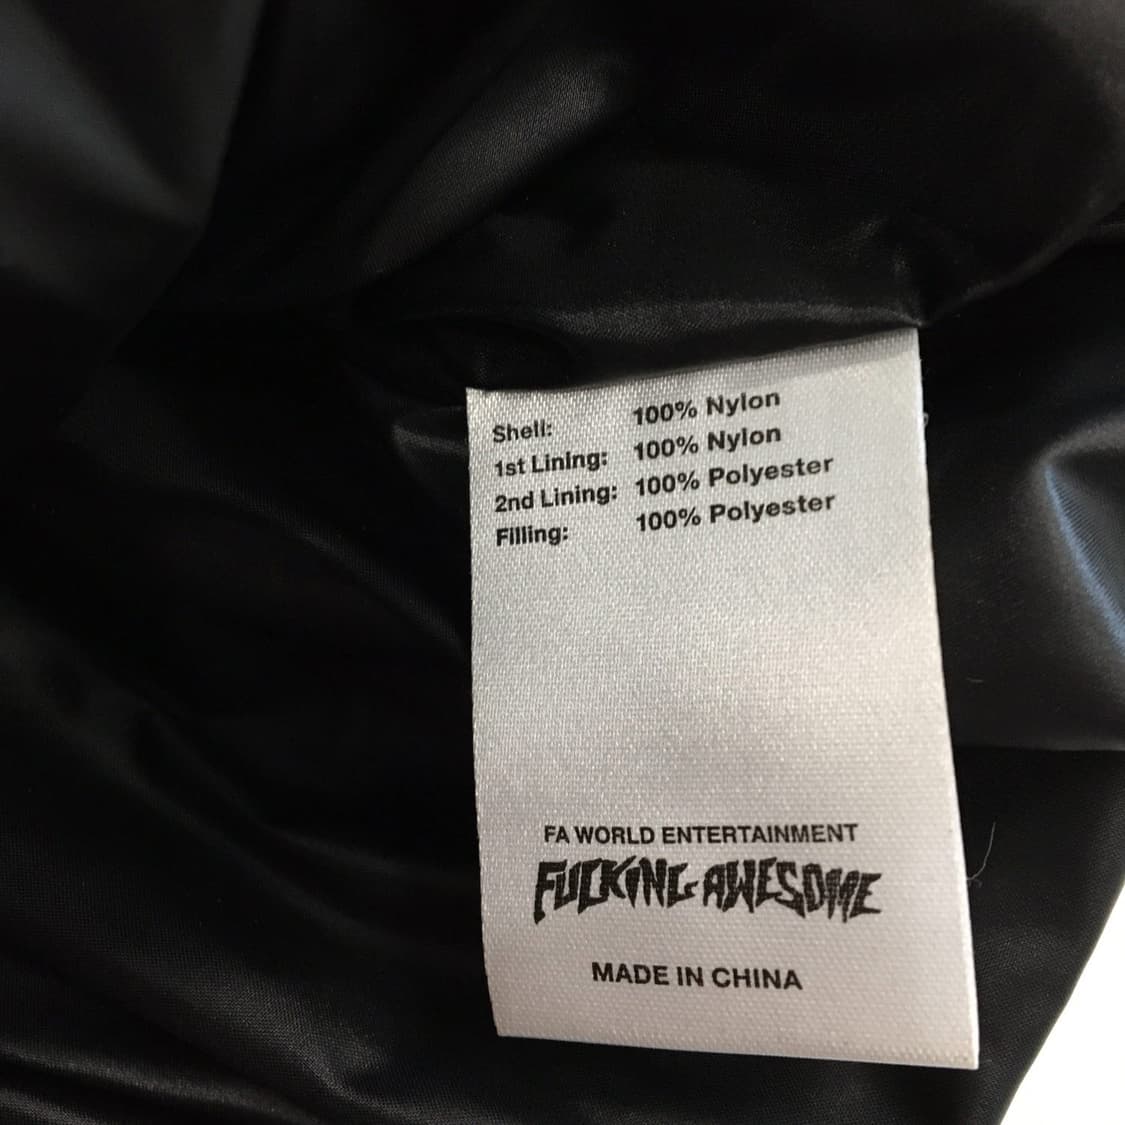 Shell: 100% Nylon
1st Lining: 100% Nylon
2nd Lining: 100% Polyester
Filling: 100% Polyester
FA WORLD ENTERTAINMENT
FUCKING AWESOME
MADE IN CHINA